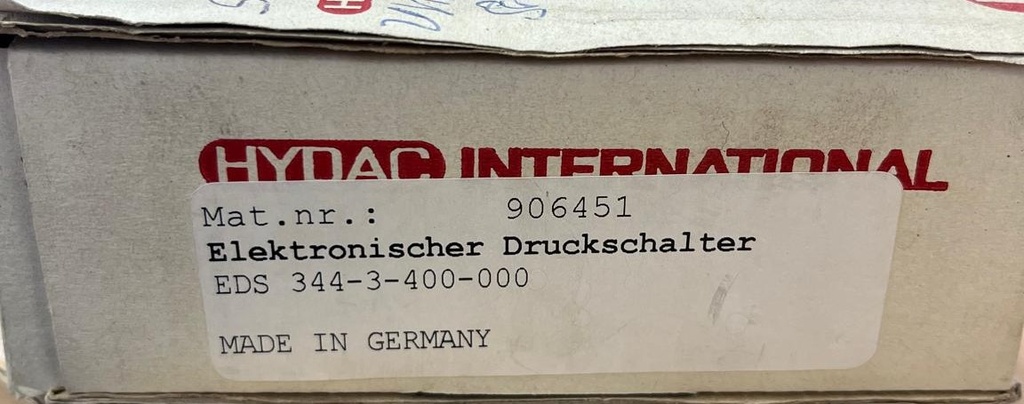 HYDAC INTERNATIONAL
Mat.nr.: 906451
Elektronischer Druckschalter
EDS 344-3-400-000
MADE IN GERMANY